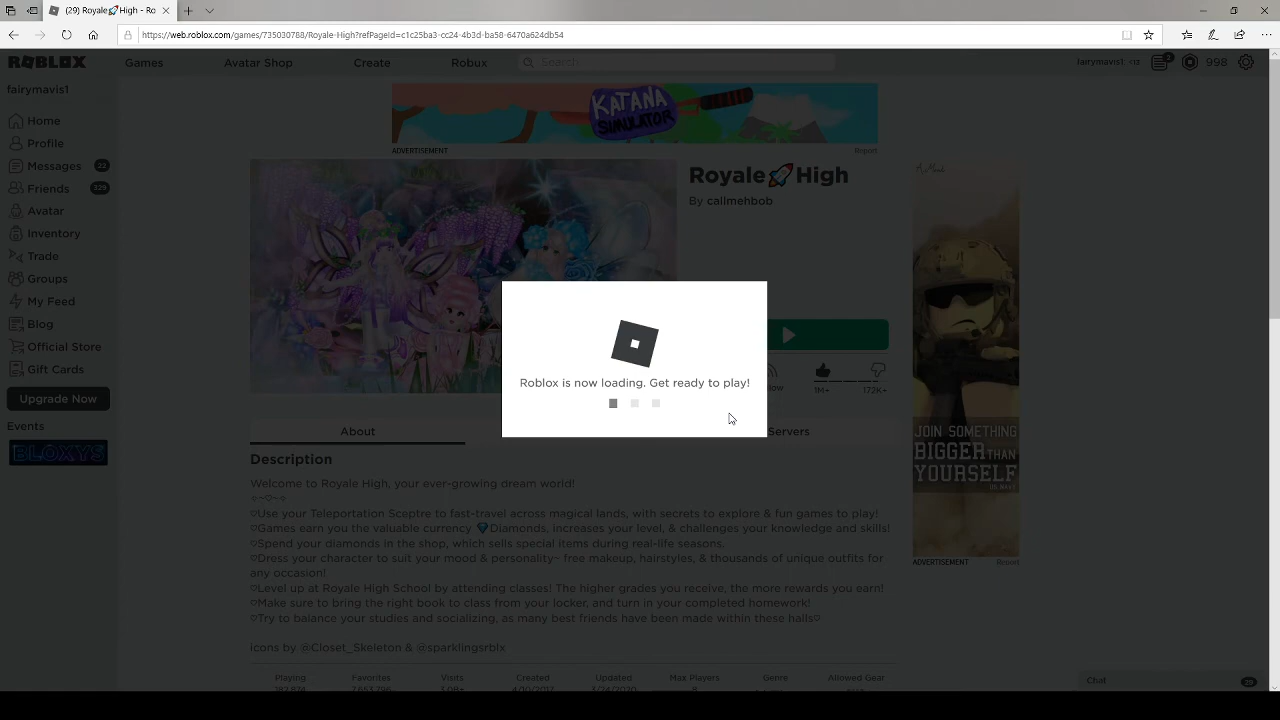 (29) Royale🚀High - Ro
https://web.roblox.com/games/735030788/Royale-High?refPageId=c1c25ba3-cc24-4b3d-ba58-6470a624db54
ROBLOX
Games
Avatar Shop
Create
Robux
Search
fairymavis1: <13
998
fairymavis1
Home
Profile
Messages 22
Friends 329
Avatar
Inventory
Trade
Groups
My Feed
Blog
Official Store
Gift Cards
Upgrade Now
Events
BLOXYS
KATANA
SIMULATOR
ADVERTISEMENT
Report
Royale🚀High
By callmehbob
1M+
172K+
Roblox is now loading. Get ready to play!
About
Servers
Description
Welcome to Royale High, your ever-growing dream world!
♡Use your Teleportation Sceptre to fast-travel across magical lands, with secrets to explore & fun games to play!
♡Games earn you the valuable currency 💎Diamonds, increases your level, & challenges your knowledge and skills!
♡Spend your diamonds in the shop, which sells special items during real-life seasons.
♡Dress your character to suit your mood & personality~ free makeup, hairstyles, & thousands of unique outfits for
any occasion!
♡Level up at Royale High School by attending classes! The higher grades you receive, the more rewards you earn!
♡Make sure to bring the right book to class from your locker, and turn in your completed homework!
♡Try to balance your studies and socializing, as many best friends have been made within these halls♡
icons by @Closet_Skeleton & @sparklingsrblx
Playing
Favorites
Visits
Created
Updated
Max Players
Genre
Allowed Gear
4/10/2017
3/24/2020
JOIN SOMETHING
BIGGER THAN
YOURSELF
ADVERTISEMENT
Report
Chat